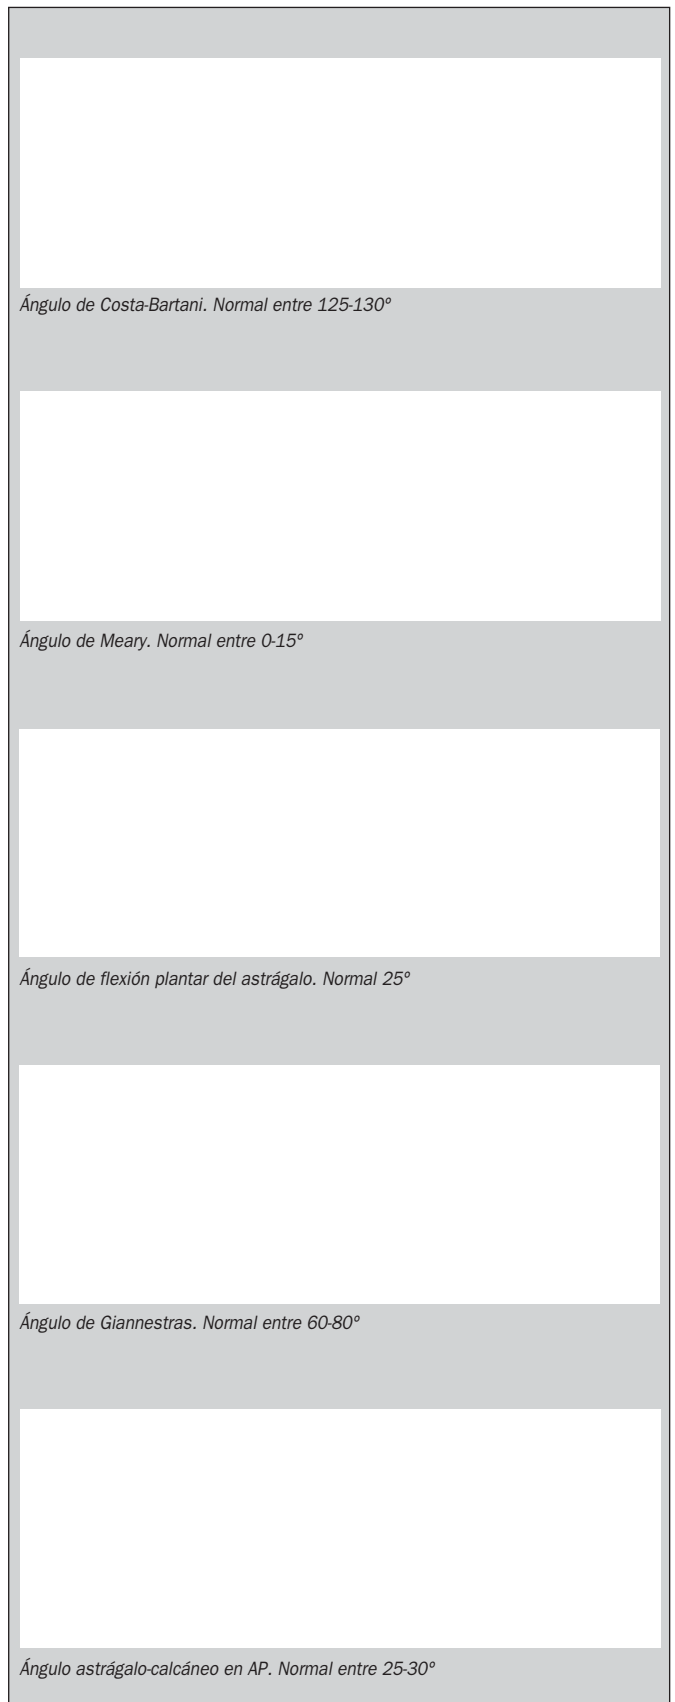 Ángulo de Costa-Bartani. Normal entre 125-130º
Ángulo de Meary. Normal entre 0-15º
Ángulo de flexión plantar del astrágalo. Normal 25º
Ángulo de Giannestras. Normal entre 60-80º
Ángulo astrágalo-calcáneo en AP. Normal entre 25-30º